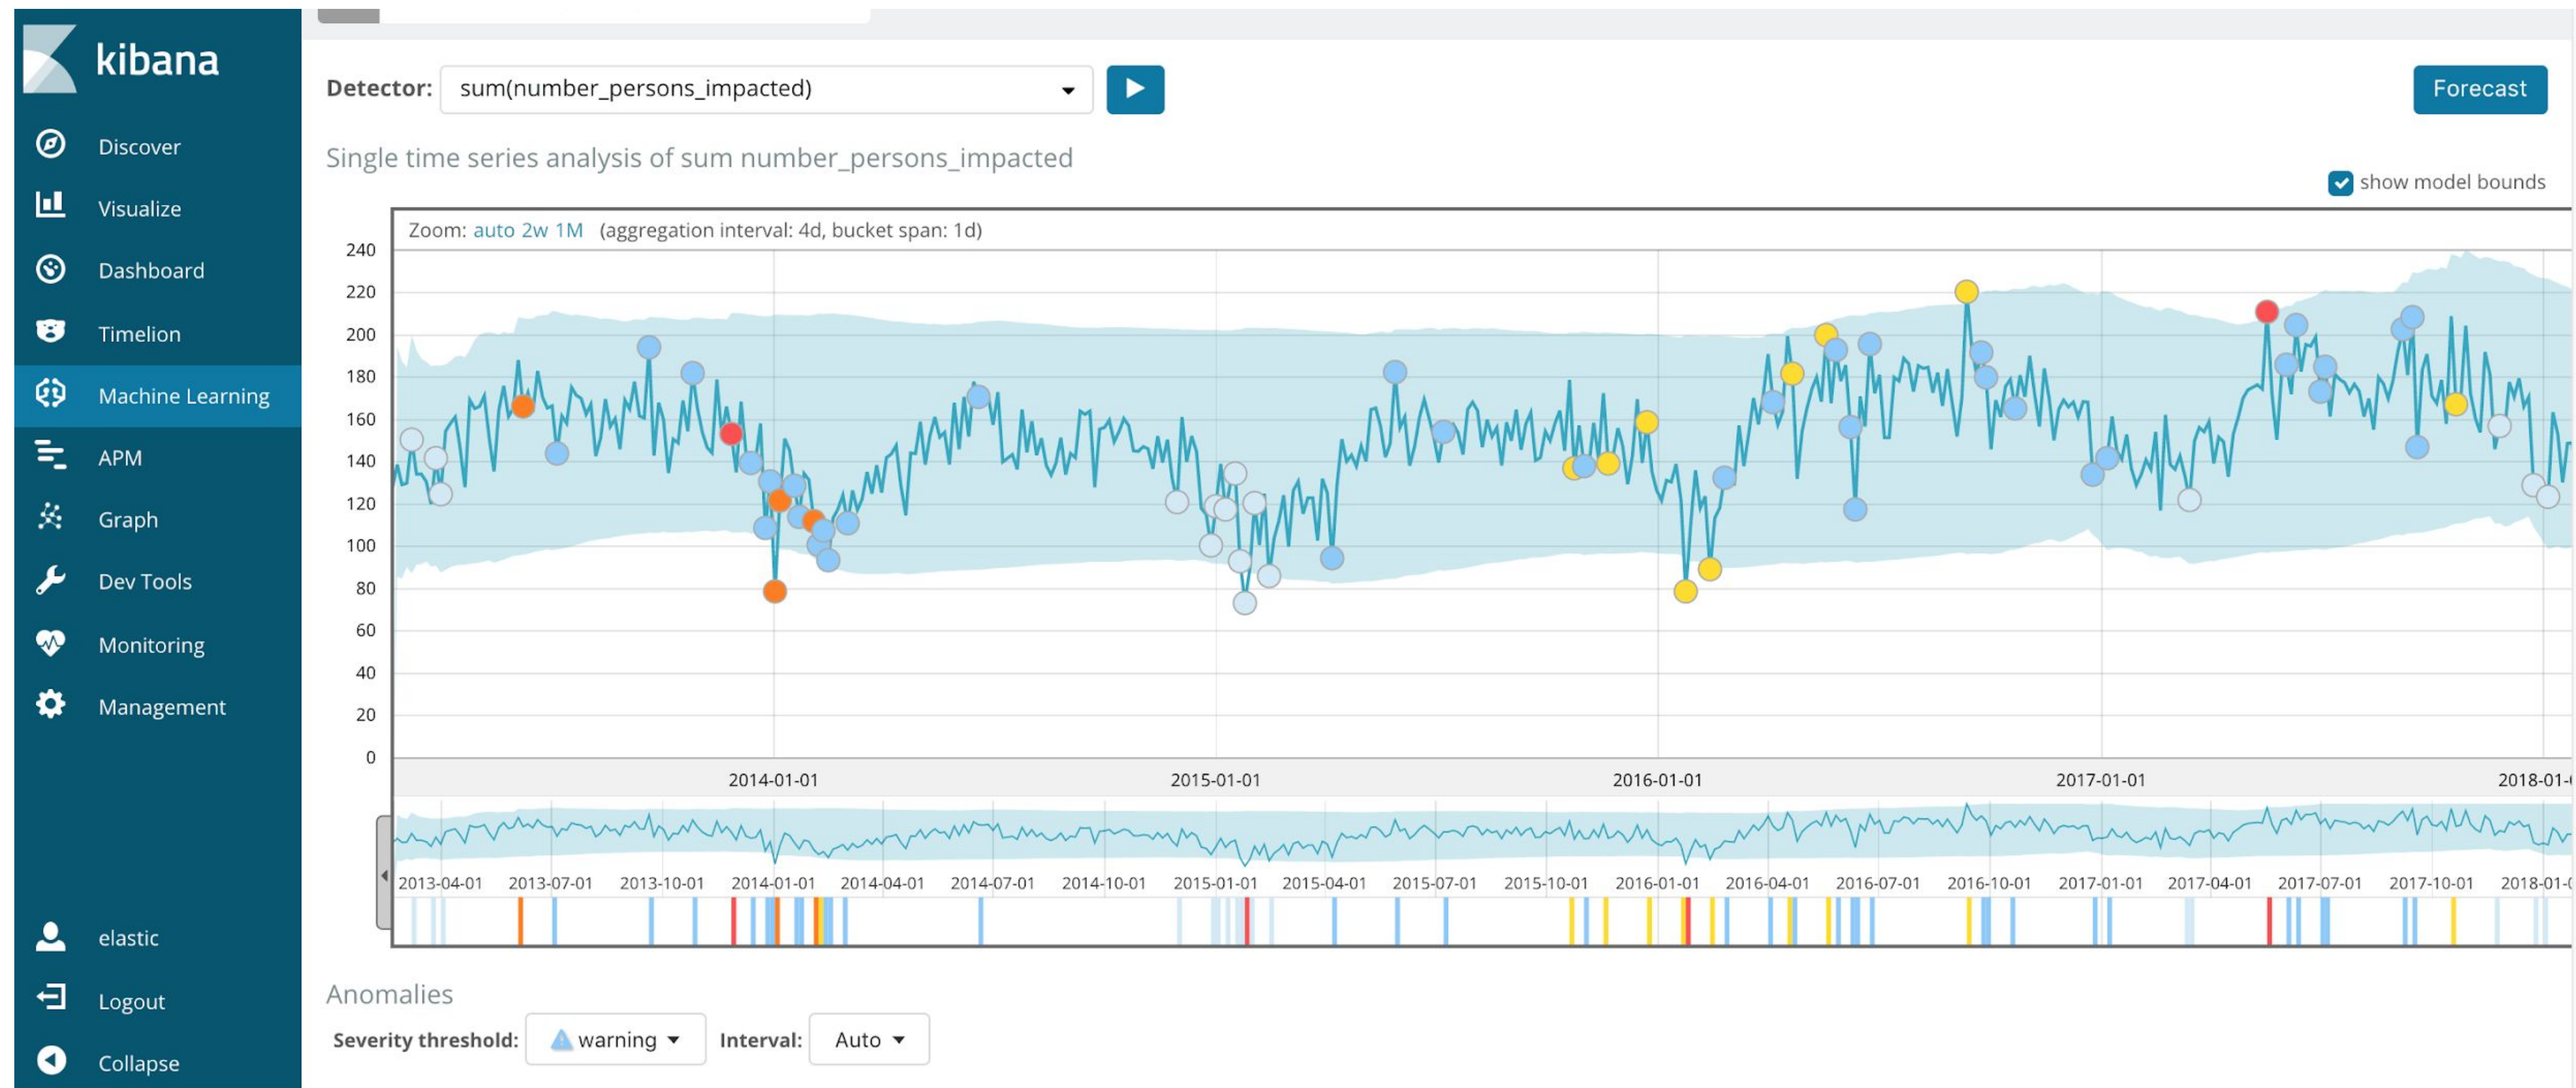 kibana
Discover
Visualize
Dashboard
Timelion
Machine Learning
APM
Graph
Dev Tools
Monitoring
Management
elastic
Logout
Collapse
Detector: sum(number_persons_impacted)
Forecast
Single time series analysis of sum number_persons_impacted
show model bounds
Zoom: auto 2w 1M (aggregation interval: 4d, bucket span: 1d)
240
220
200
180
160
140
120
100
80
60
40
20
0
2014-01-01 2015-01-01 2016-01-01 2017-01-01 2018-01-
2013-04-01 2013-07-01 2013-10-01 2014-01-01 2014-04-01 2014-07-01 2014-10-01 2015-01-01 2015-04-01 2015-07-01 2015-10-01 2016-01-01 2016-04-01 2016-07-01 2016-10-01 2017-01-01 2017-04-01 2017-07-01 2017-10-01 2018-01-0
Anomalies
Severity threshold: warning Interval: Auto